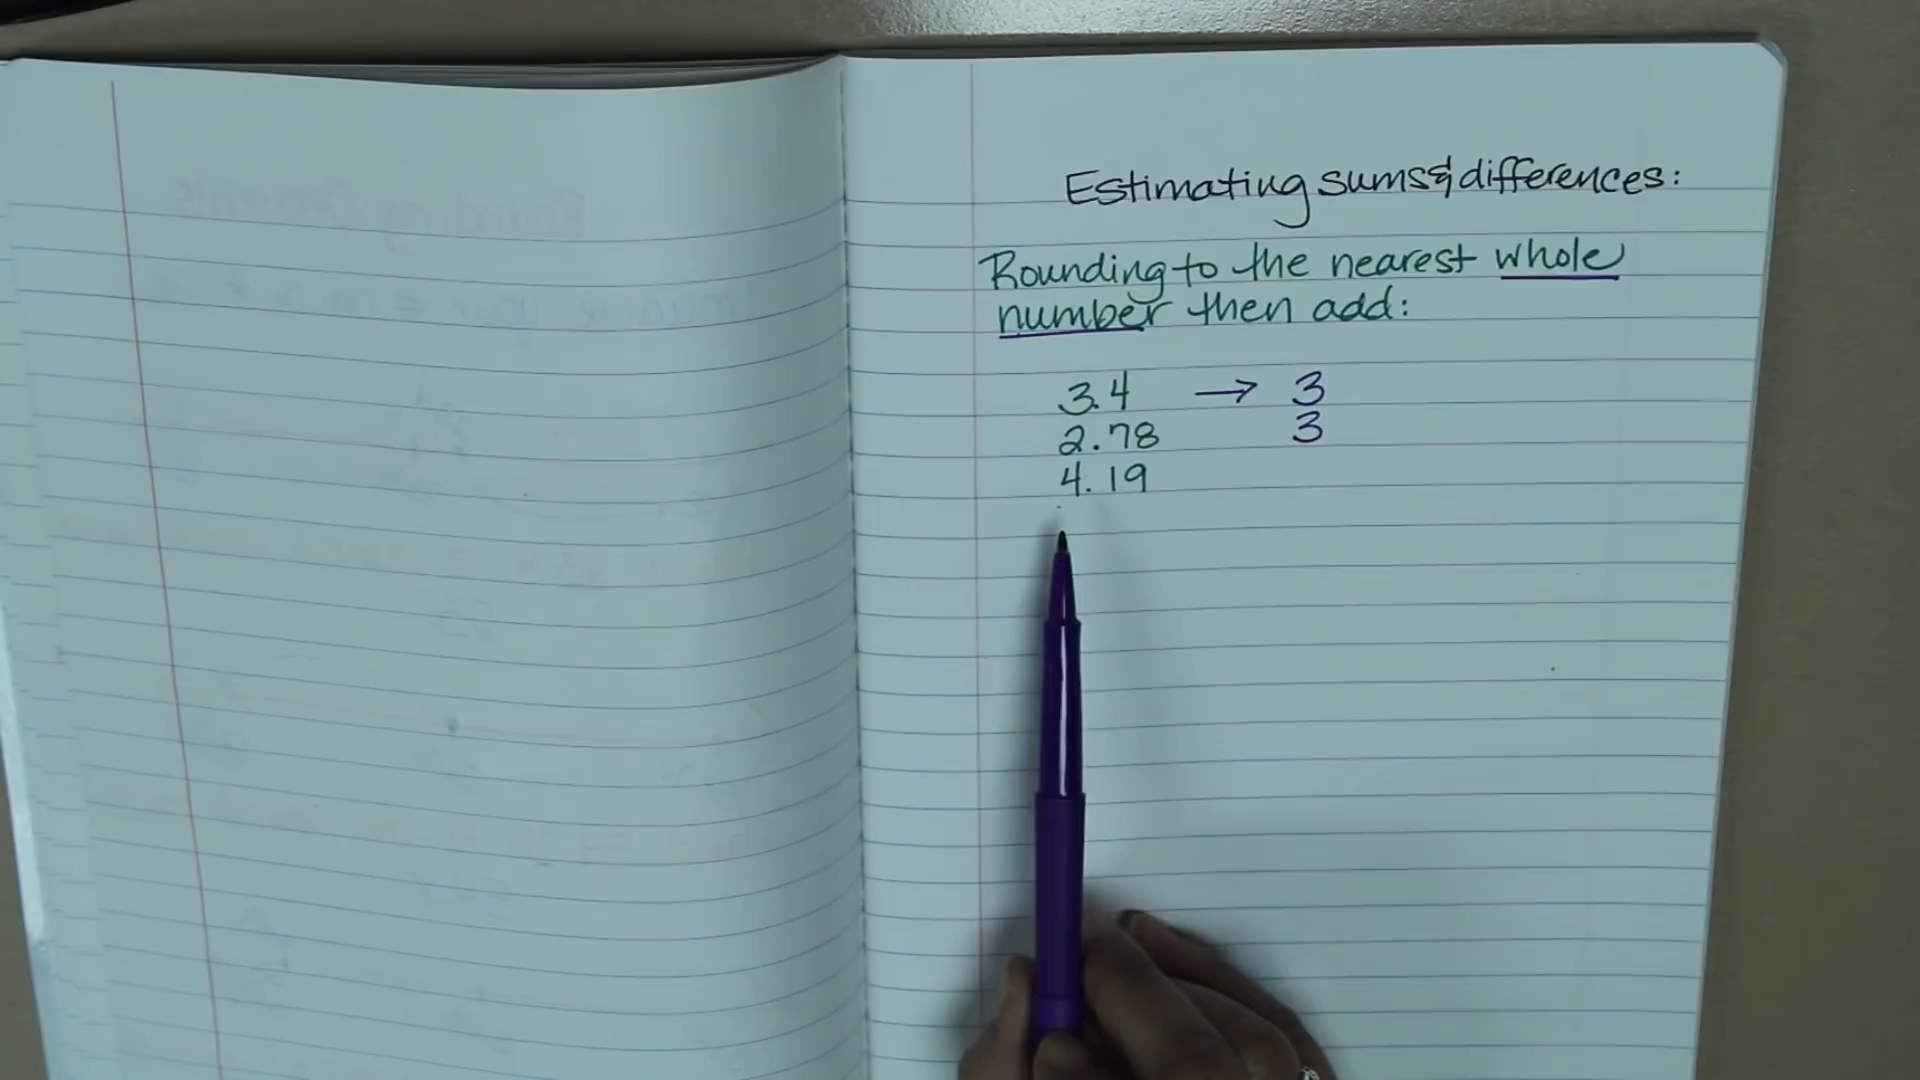 Estimating sums & differences:
Rounding to the nearest whole
number then add:
3.4 → 3
2.78 3
4.19